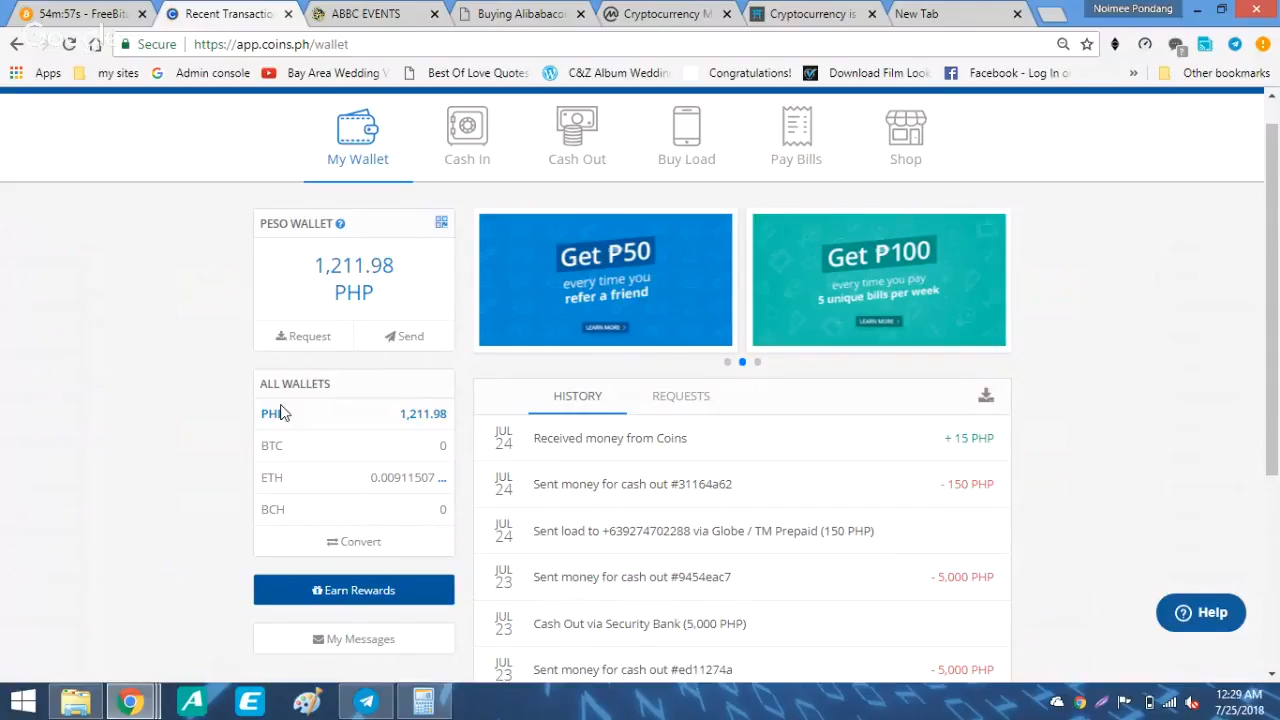 54m57s - FreeBit
Recent Transactio
ABBC EVENTS
Buying Alibabacoi
Cryptocurrency M
Cryptocurrency is
New Tab
Noimee Pondang
Secure
https://app.coins.ph/wallet
Apps
my sites
Admin console
Bay Area Wedding V
Best Of Love Quotes
C&Z Album Weddin
Congratulations!
Download Film Look
Facebook - Log In o
»
Other bookmarks
My Wallet
Cash In
Cash Out
Buy Load
Pay Bills
Shop
PESO WALLET
1,211.98
PHP
Request
Send
Get ₱50
every time you
refer a friend
LEARN MORE >
Get ₱100
every time you pay
5 unique bills per week
LEARN MORE >
ALL WALLETS
PHP 1,211.98
BTC 0
ETH 0.00911507 ...
BCH 0
Convert
Earn Rewards
My Messages
HISTORY
REQUESTS
JUL 24
Received money from Coins
+ 15 PHP
JUL 24
Sent money for cash out #31164a62
- 150 PHP
JUL 24
Sent load to +639274702288 via Globe / TM Prepaid (150 PHP)
JUL 23
Sent money for cash out #9454eac7
- 5,000 PHP
JUL 23
Cash Out via Security Bank (5,000 PHP)
JUL 23
Sent money for cash out #ed11274a
- 5,000 PHP
Help
12:29 AM
7/25/2018